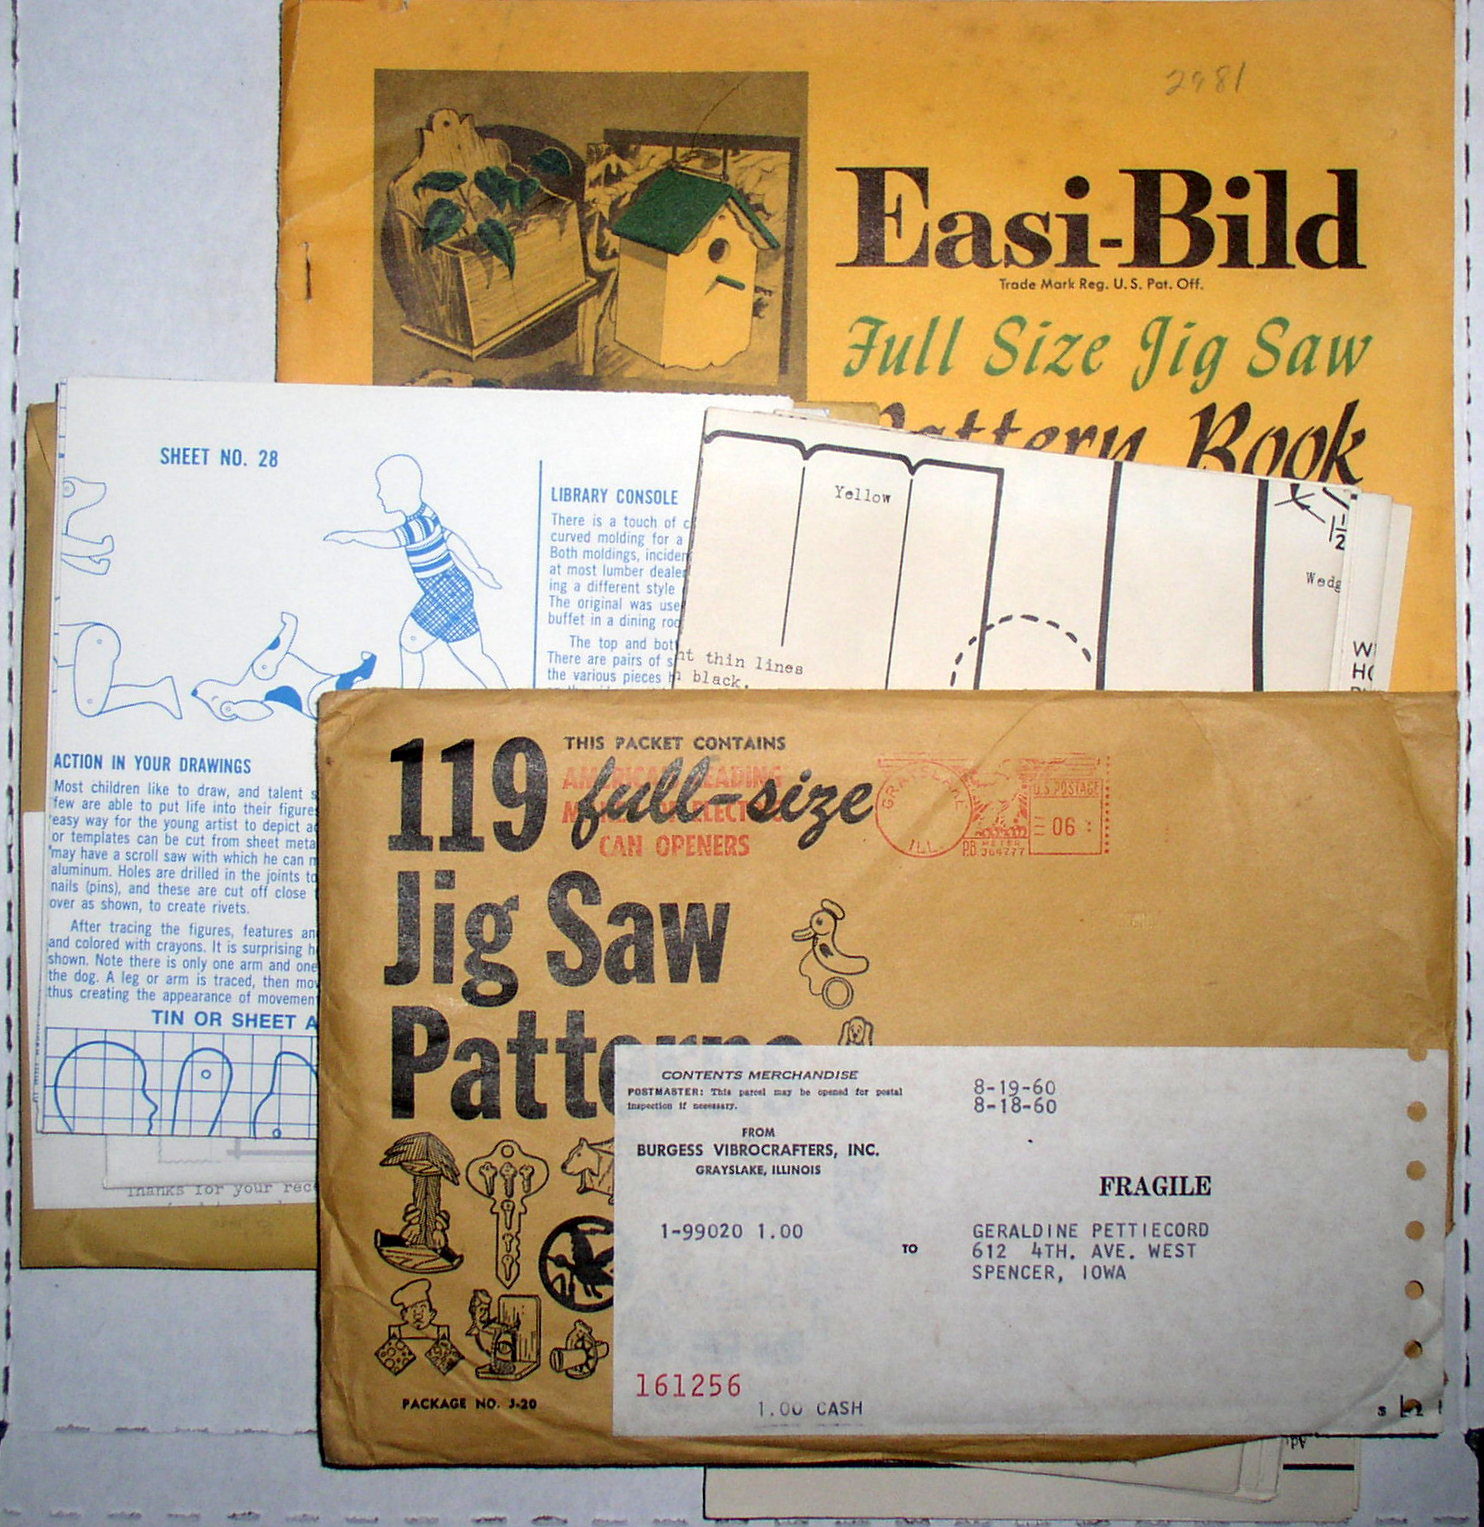 2981
Easi-Bild
Trade Mark Reg. U.S. Pat. Off.
Full Size Jig Saw
Pattern Book
SHEET NO. 28
LIBRARY CONSOLE
There is a touch of
curved molding for a
Both moldings, inciden
at most lumber dealer
ing a different style
The original was use
buffet in a dining roo
The top and bot
There are pairs of s
the various pieces
ACTION IN YOUR DRAWINGS
Most children like to draw, and talent s
few are able to put life into their figure
easy way for the young artist to depict a
or templates can be cut from sheet meta
may have a scroll saw with which he can
aluminum. Holes are drilled in the joints to
nails (pins), and these are cut off close
over as shown, to create rivets.
After tracing the figures, features an
and colored with crayons. It is surprising h
shown. Note there is only one arm and one
the dog. A leg or arm is traced, then mo
thus creating the appearance of movemen
TIN OR SHEET A
Thanks for your rec
Yellow
1 1/2
Wedg
nt thin lines
n black.
W
HO
119
THIS PACKET CONTAINS
full-size
Jig Saw
Patterns
AMERICA'S LEADING
CAN OPENERS
GRAYSLAKE
ILL.
U.S. POSTAGE
06
P.B. METER
364777
PACKAGE NO. J-20
CONTENTS MERCHANDISE
POSTMASTER: This parcel may be opened for postal
inspection if necessary.
FROM
BURGESS VIBROCRAFTERS, INC.
GRAYSLAKE, ILLINOIS
8-19-60
8-18-60
FRAGILE
1-99020 1.00
TO
GERALDINE PETTIECORD
612 4TH. AVE. WEST
SPENCER, IOWA
161256
1.00 CASH